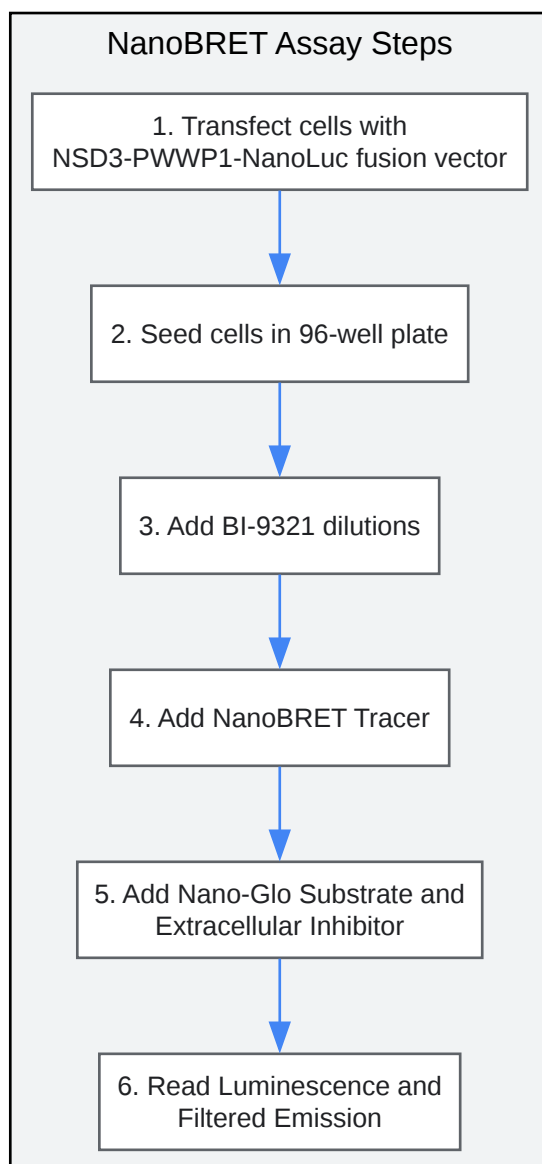 NanoBRET Assay Steps
1. Transfect cells with
NSD3-PWWP1-NanoLuc fusion vector
2. Seed cells in 96-well plate
3. Add BI-9321 dilutions
4. Add NanoBRET Tracer
5. Add Nano-Glo Substrate and
Extracellular Inhibitor
6. Read Luminescence and
Filtered Emission